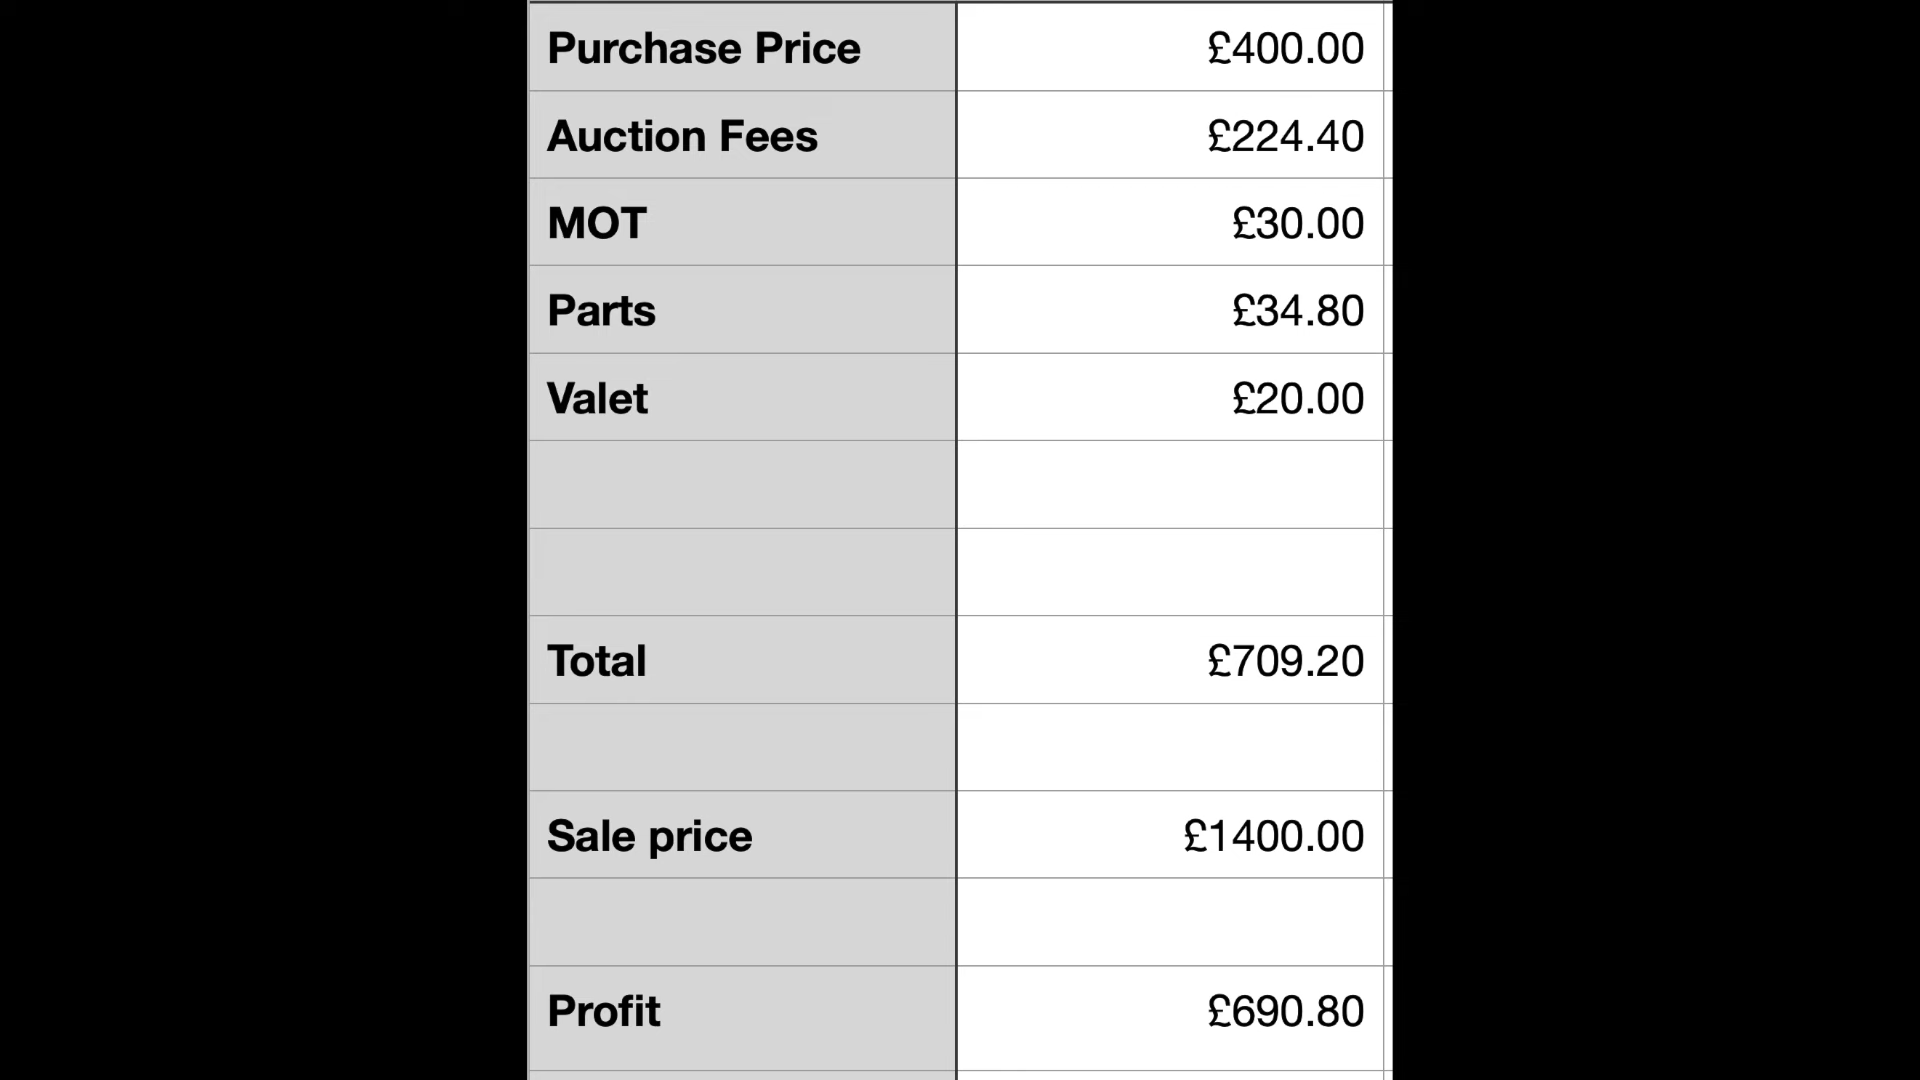 Purchase Price £400.00
Auction Fees £224.40
MOT £30.00
Parts £34.80
Valet £20.00
Total £709.20
Sale price £1400.00
Profit £690.80